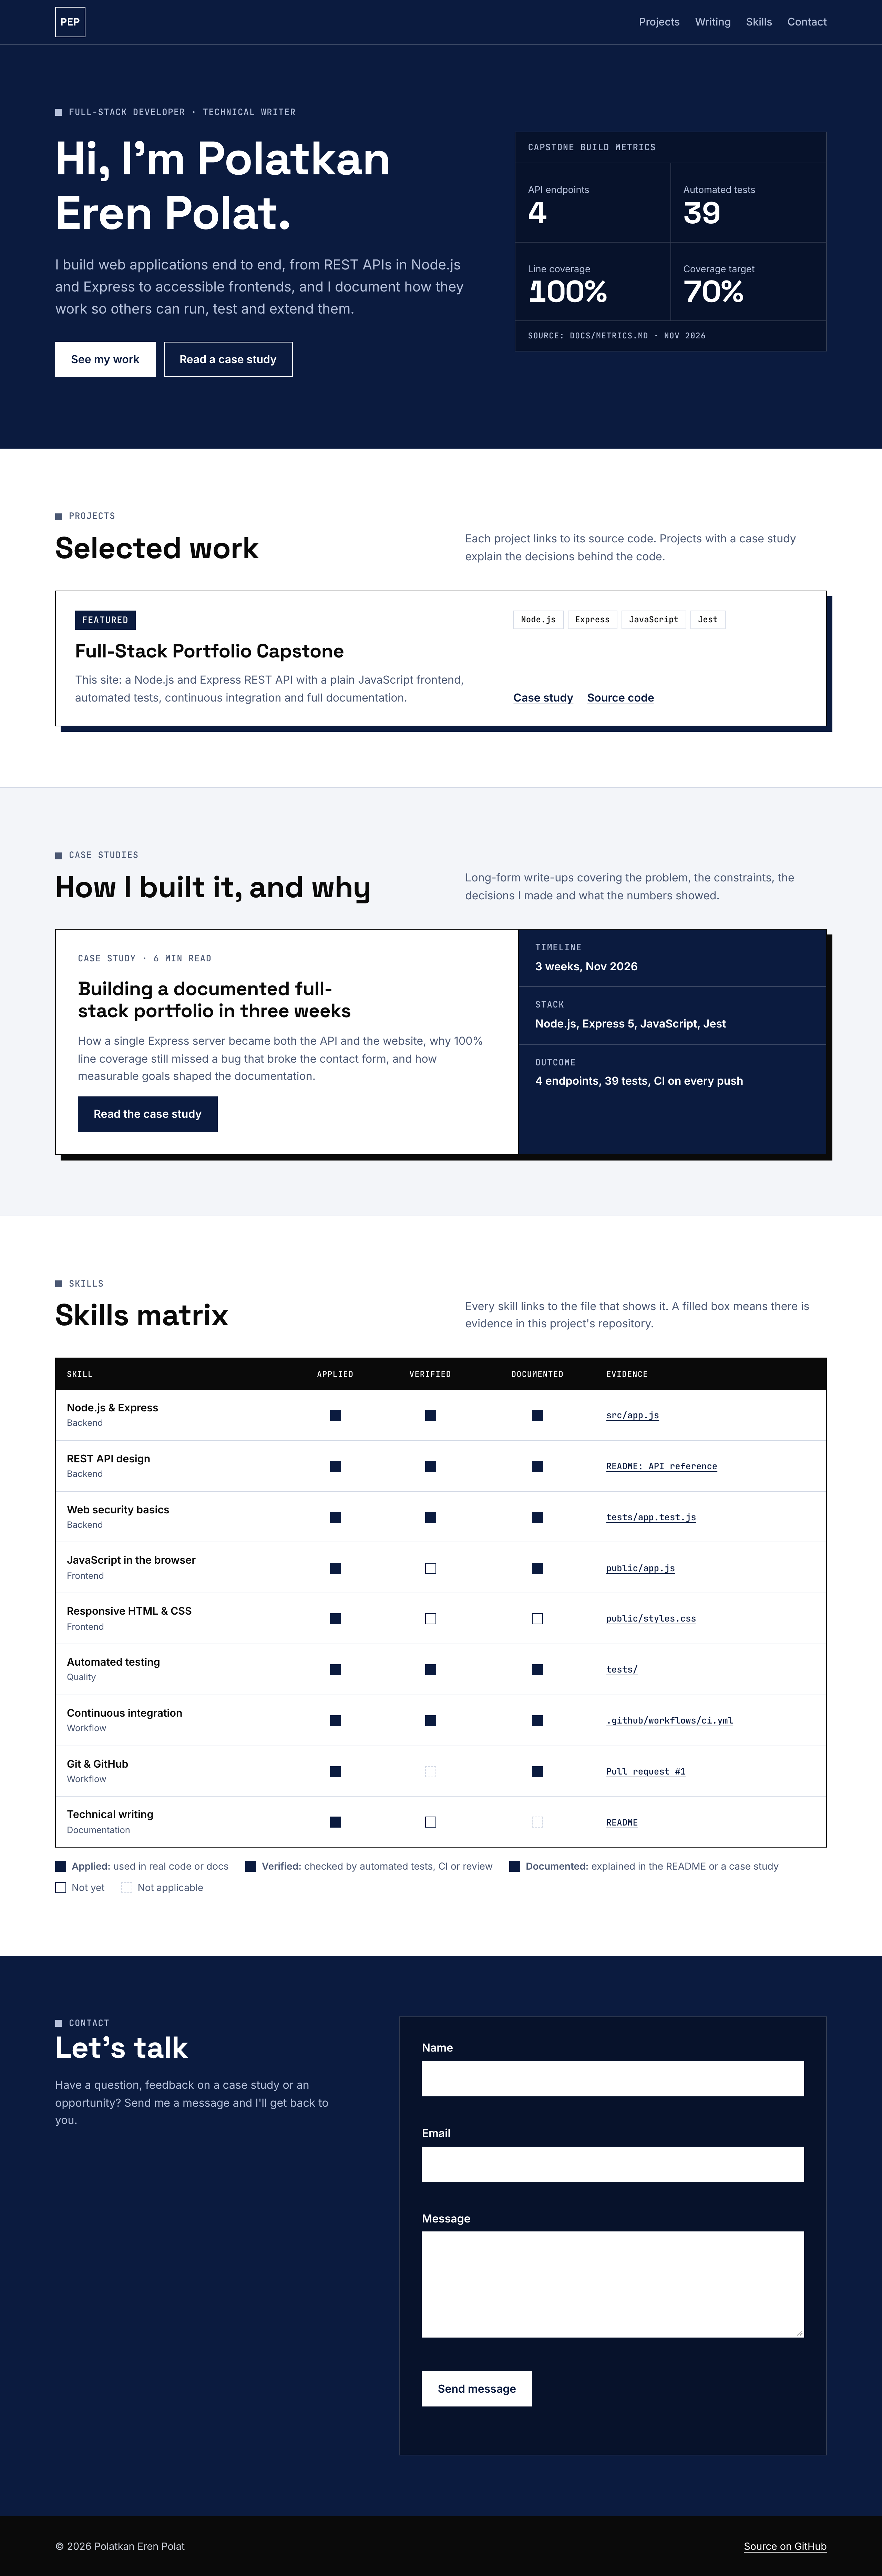 PEP
Projects Writing Skills Contact
FULL-STACK DEVELOPER · TECHNICAL WRITER
Hi, I’m Polatkan
Eren Polat.
I build web applications end to end, from REST APIs in Node.js
and Express to accessible frontends, and I document how they
work so others can run, test and extend them.
See my work
Read a case study
CAPSTONE BUILD METRICS
API endpoints
4
Automated tests
39
Line coverage
100%
Coverage target
70%
SOURCE: DOCS/METRICS.MD · NOV 2026
PROJECTS
Selected work
Each project links to its source code. Projects with a case study
explain the decisions behind the code.
FEATURED
Full-Stack Portfolio Capstone
This site: a Node.js and Express REST API with a plain JavaScript frontend,
automated tests, continuous integration and full documentation.
Node.js Express JavaScript Jest
Case study Source code
CASE STUDIES
How I built it, and why
Long-form write-ups covering the problem, the constraints, the
decisions I made and what the numbers showed.
CASE STUDY · 6 MIN READ
Building a documented full-
stack portfolio in three weeks
How a single Express server became both the API and the website, why 100%
line coverage still missed a bug that broke the contact form, and how
measurable goals shaped the documentation.
Read the case study
TIMELINE
3 weeks, Nov 2026
STACK
Node.js, Express 5, JavaScript, Jest
OUTCOME
4 endpoints, 39 tests, CI on every push
SKILLS
Skills matrix
Every skill links to the file that shows it. A filled box means there is
evidence in this project's repository.
SKILL APPLIED VERIFIED DOCUMENTED EVIDENCE
Node.js & Express
Backend
src/app.js
REST API design
Backend
README: API reference
Web security basics
Backend
tests/app.test.js
JavaScript in the browser
Frontend
public/app.js
Responsive HTML & CSS
Frontend
public/styles.css
Automated testing
Quality
tests/
Continuous integration
Workflow
.github/workflows/ci.yml
Git & GitHub
Workflow
Pull request #1
Technical writing
Documentation
README
Applied: used in real code or docs Verified: checked by automated tests, CI or review Documented: explained in the README or a case study
Not yet Not applicable
CONTACT
Let’s talk
Have a question, feedback on a case study or an
opportunity? Send me a message and I'll get back to
you.
Name
Email
Message
Send message
© 2026 Polatkan Eren Polat
Source on GitHub